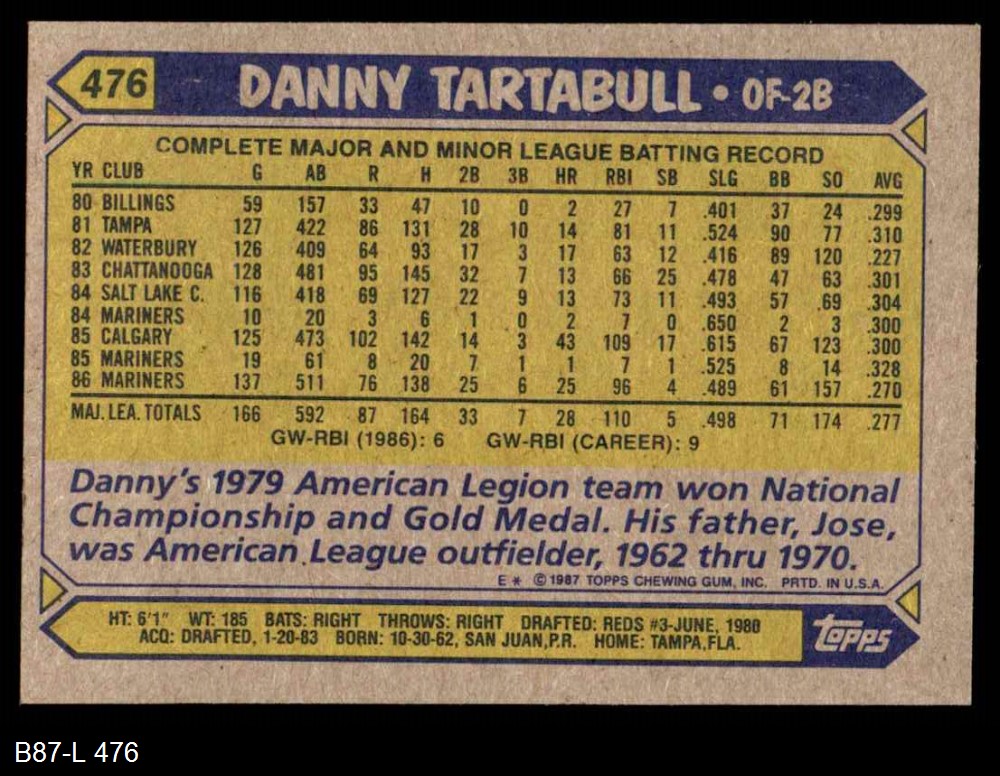 476 DANNY TARTABULL • OF-2B
COMPLETE MAJOR AND MINOR LEAGUE BATTING RECORD
YR CLUB G AB R H 2B 3B HR RBI SB SLG BB SO AVG
80 BILLINGS 59 157 33 47 10 0 2 27 7 .401 37 24 .299
81 TAMPA 127 422 86 131 28 10 14 81 11 .524 90 77 .310
82 WATERBURY 126 409 64 93 17 3 17 63 12 .416 89 120 .227
83 CHATTANOOGA 128 481 95 145 32 7 13 66 25 .478 47 63 .301
84 SALT LAKE C. 116 418 69 127 22 9 13 73 11 .493 57 69 .304
84 MARINERS 10 20 3 6 1 0 2 7 0 .650 2 3 .300
85 CALGARY 125 473 102 142 14 3 43 109 17 .615 67 123 .300
85 MARINERS 19 61 8 20 7 1 1 7 1 .525 8 14 .328
86 MARINERS 137 511 76 138 25 6 25 96 4 .489 61 157 .270
MAJ. LEA. TOTALS 166 592 87 164 33 7 28 110 5 .498 71 174 .277
GW-RBI (1986): 6 GW-RBI (CAREER): 9
Danny's 1979 American Legion team won National
Championship and Gold Medal. His father, Jose,
was American League outfielder, 1962 thru 1970.
E * © 1987 TOPPS CHEWING GUM, INC. PRTD. IN U.S.A.
HT: 6'1" WT: 185 BATS: RIGHT THROWS: RIGHT DRAFTED: REDS #3-JUNE, 1980
ACQ: DRAFTED, 1-20-83 BORN: 10-30-62, SAN JUAN, P.R. HOME: TAMPA, FLA.
topps
B87-L 476